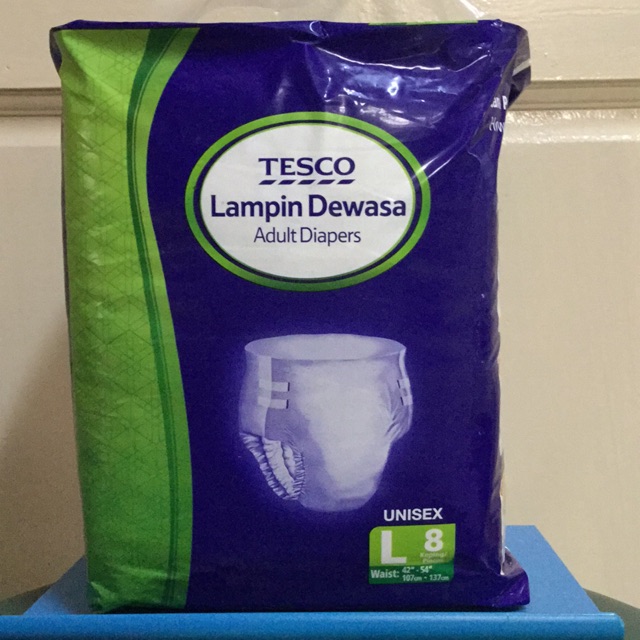 TESCO
Lampin Dewasa
Adult Diapers
UNISEX
L 8
Waist: 42" - 54"
107cm - 137cm